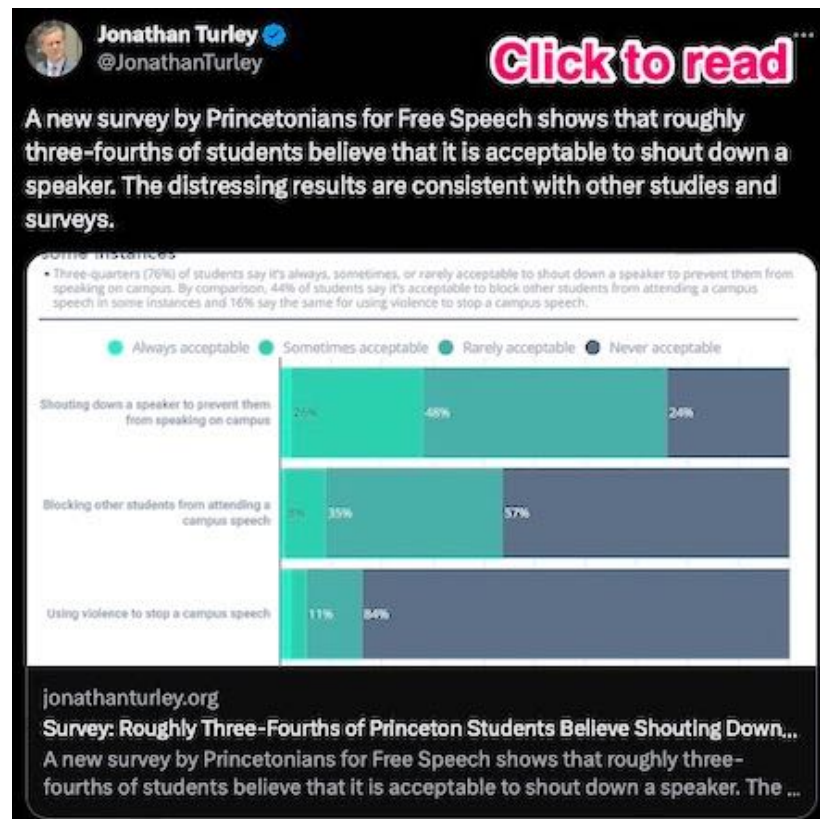 Jonathan Turley
@JonathanTurley
Click to read
A new survey by Princetonians for Free Speech shows that roughly
three-fourths of students believe that it is acceptable to shout down a
speaker. The distressing results are consistent with other studies and
surveys.
some instances
• Three-quarters (76%) of students say it's always, sometimes, or rarely acceptable to shout down a speaker to prevent them from
speaking on campus. By comparison, 44% of students say it's acceptable to block other students from attending a campus
speech in some instances and 16% say the same for using violence to stop a campus speech.
Always acceptable Sometimes acceptable Rarely acceptable Never acceptable
Shouting down a speaker to prevent them
from speaking on campus
48% 24%
Blocking other students from attending a
campus speech
35% 57%
Using violence to stop a campus speech
11% 84%
jonathanturley.org
Survey: Roughly Three-Fourths of Princeton Students Believe Shouting Down...
A new survey by Princetonians for Free Speech shows that roughly three-
fourths of students believe that it is acceptable to shout down a speaker. The ...